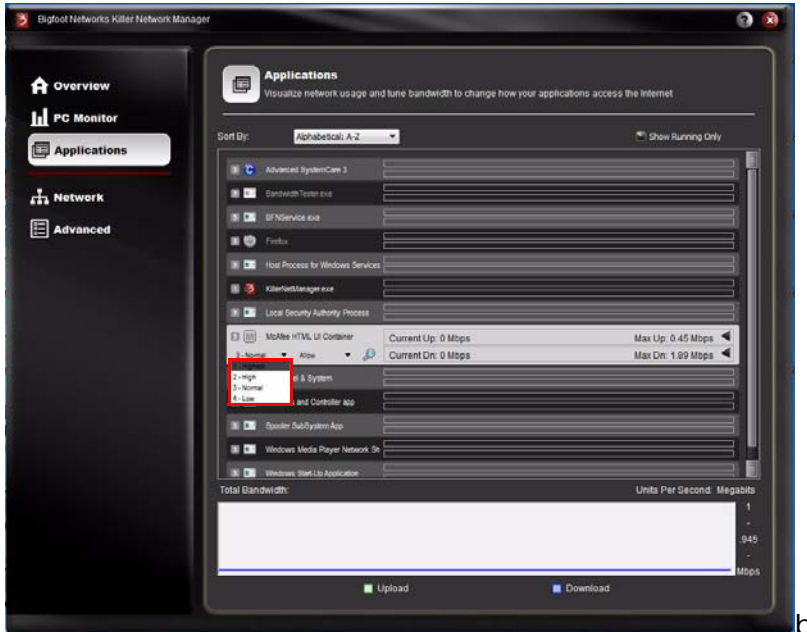 Bigfoot Networks Killer Network Manager
Overview
PC Monitor
Applications
Network
Advanced
Applications
Visualize network usage and tune bandwidth to change how your applications access the Internet
Sort By: Alphabetical: A-Z Show Running Only
Advanced SystemCare 3
BandwidthTester.exe
BFNService.exe
Firefox
Host Process for Windows Services
KillerNetManager.exe
Local Security Authority Process
McAfee HTML UI Container Current Up: 0 Mbps Max Up: 0.45 Mbps
3 - Normal Allow Current Dn: 0 Mbps Max Dn: 1.89 Mbps
1 - Highest
2 - High
3 - Normal
4 - Low
& System
and Controller app
Spooler SubSystem App
Windows Media Player Network Sh
Windows Start-Up Application
Total Bandwidth: Units Per Second: Megabits
1
-
.945
-
Mbps
Upload Download